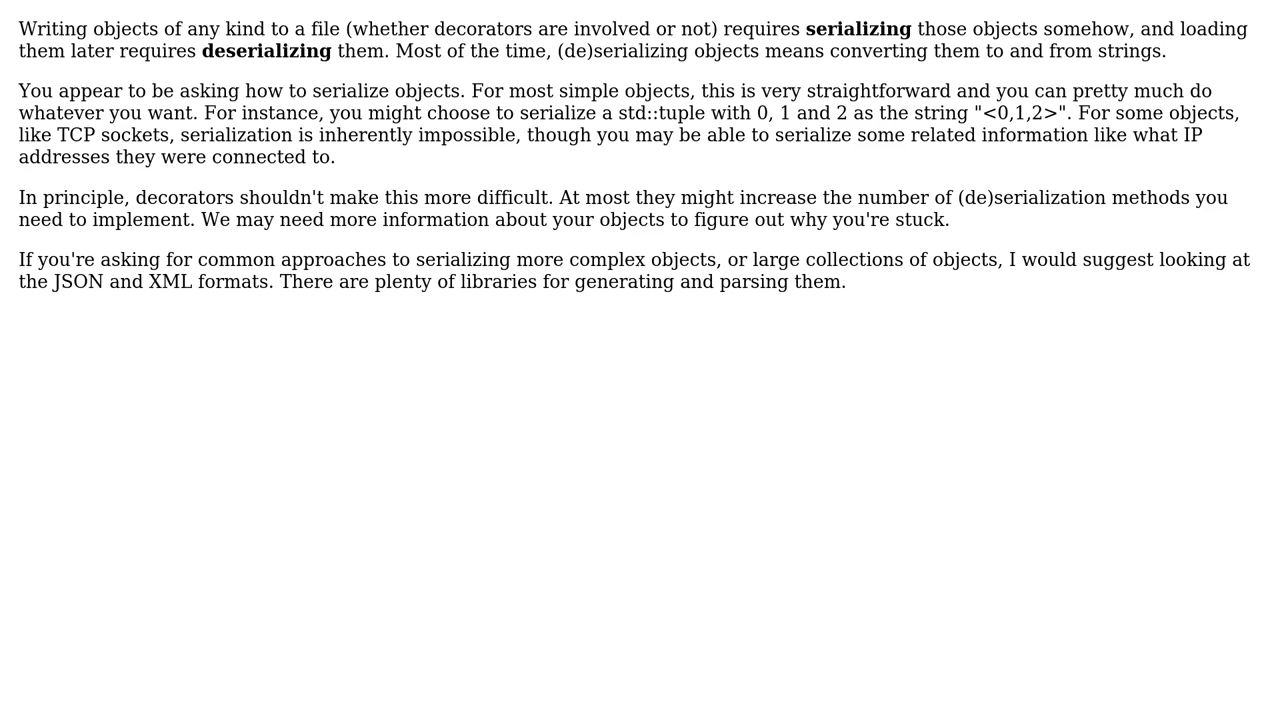 Writing objects of any kind to a file (whether decorators are involved or not) requires serializing those objects somehow, and loading
them later requires deserializing them. Most of the time, (de)serializing objects means converting them to and from strings.
You appear to be asking how to serialize objects. For most simple objects, this is very straightforward and you can pretty much do
whatever you want. For instance, you might choose to serialize a std::tuple with 0, 1 and 2 as the string "<0,1,2>". For some objects,
like TCP sockets, serialization is inherently impossible, though you may be able to serialize some related information like what IP
addresses they were connected to.
In principle, decorators shouldn't make this more difficult. At most they might increase the number of (de)serialization methods you
need to implement. We may need more information about your objects to figure out why you're stuck.
If you're asking for common approaches to serializing more complex objects, or large collections of objects, I would suggest looking at
the JSON and XML formats. There are plenty of libraries for generating and parsing them.